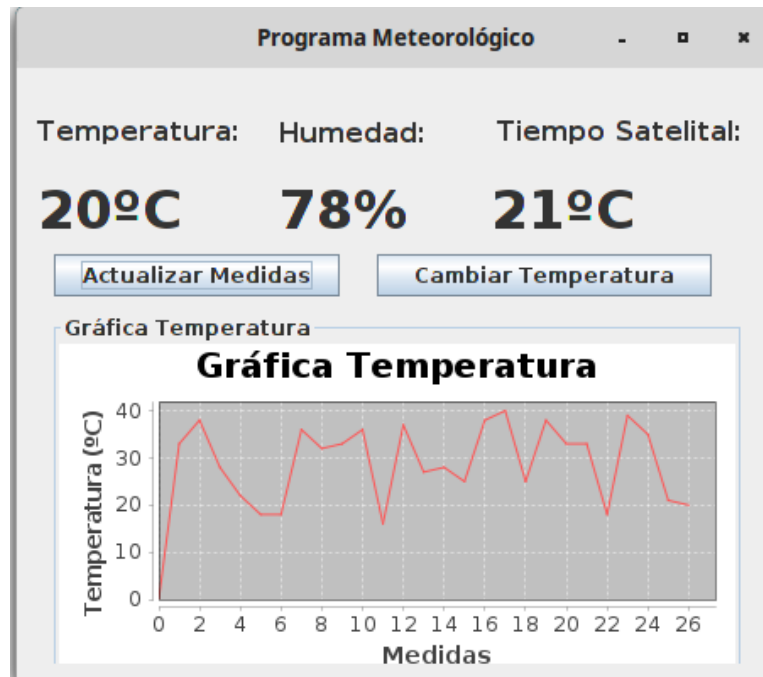 Programa Meteorológico
Temperatura: Humedad: Tiempo Satelital:
20ºC 78% 21ºC
Actualizar Medidas Cambiar Temperatura
Gráfica Temperatura
Gráfica Temperatura
Temperatura (ºC)
40
30
20
10
0
0 2 4 6 8 10 12 14 16 18 20 22 24 26
Medidas